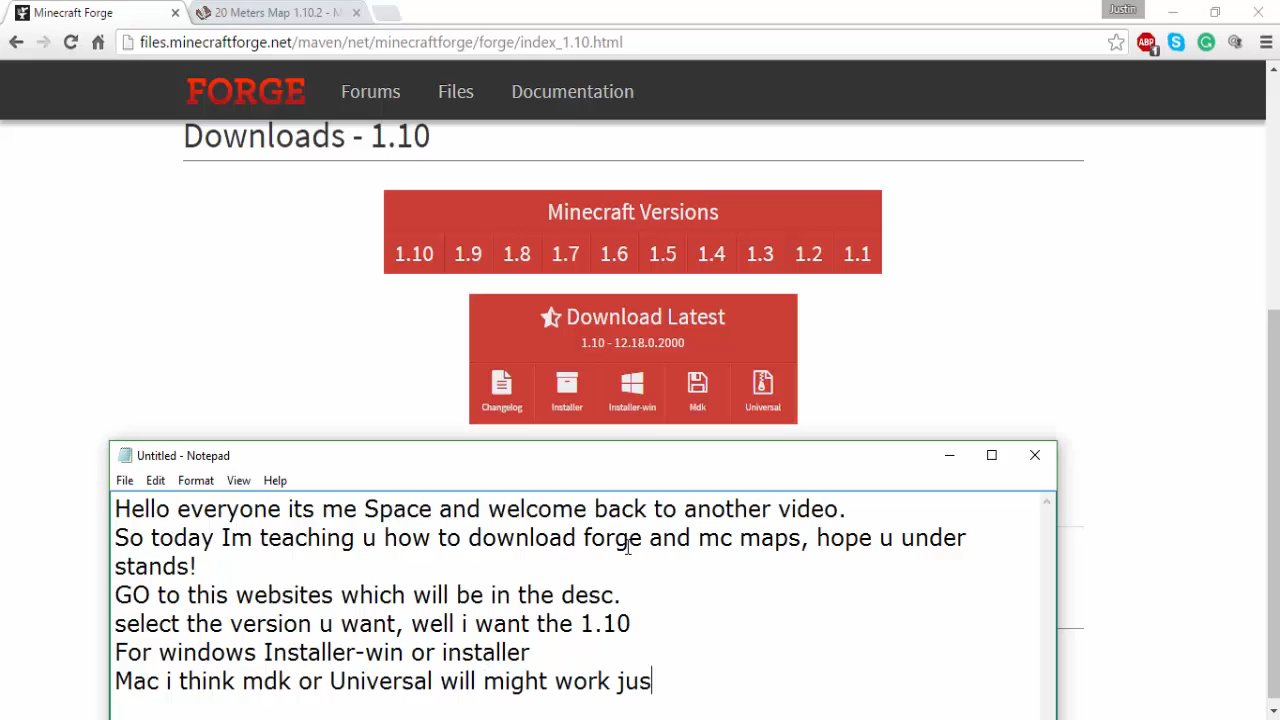 Minecraft Forge
20 Meters Map 1.10.2 - M
Justin
files.minecraftforge.net/maven/net/minecraftforge/forge/index_1.10.html
ABP
1
FORGE
Forums
Files
Documentation
Downloads - 1.10
Minecraft Versions
1.10 1.9 1.8 1.7 1.6 1.5 1.4 1.3 1.2 1.1
Download Latest
1.10 - 12.18.0.2000
Changelog Installer Installer-win Mdk Universal
Untitled - Notepad
File Edit Format View Help
Hello everyone its me Space and welcome back to another video.
So today Im teaching u how to download forge and mc maps, hope u under
stands!
GO to this websites which will be in the desc.
select the version u want, well i want the 1.10
For windows Installer-win or installer
Mac i think mdk or Universal will might work jus